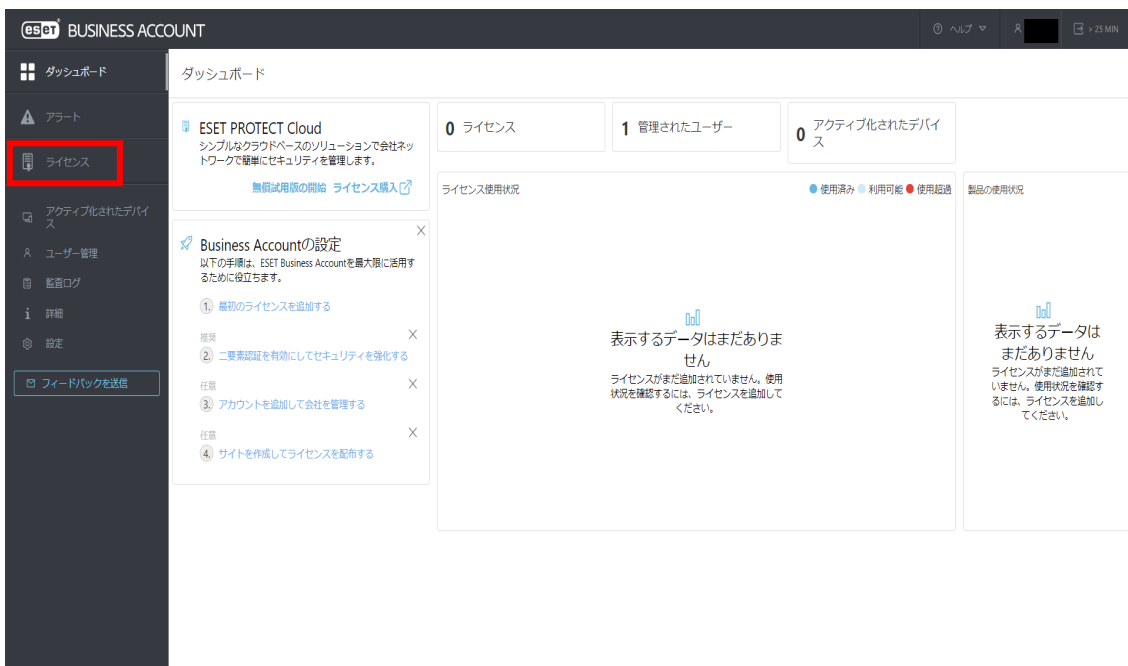 eset BUSINESS ACCOUNT
ヘルプ
> 25 MIN
ダッシュボード
アラート
ライセンス
アクティブ化されたデバイ
ス
ユーザー管理
監査ログ
詳細
設定
フィードバックを送信
ダッシュボード
ESET PROTECT Cloud
シンプルなクラウドベースのソリューションで会社ネッ
トワークで簡単にセキュリティを管理します。
無償試用版の開始 ライセンス購入
Business Accountの設定
以下の手順は、ESET Business Accountを最大限に活用す
るために役立ちます。
1. 最初のライセンスを追加する
推奨
2. 二要素認証を有効にしてセキュリティを強化する
任意
3. アカウントを追加して会社を管理する
任意
4. サイトを作成してライセンスを配布する
0 ライセンス
1 管理されたユーザー
0 アクティブ化されたデバイ
ス
ライセンス使用状況
使用済み 利用可能 使用超過
表示するデータはまだありま
せん
ライセンスがまだ追加されていません。使用
状況を確認するには、ライセンスを追加して
ください。
製品の使用状況
表示するデータは
まだありません
ライセンスがまだ追加されて
いません。使用状況を確認す
るには、ライセンスを追加し
てください。